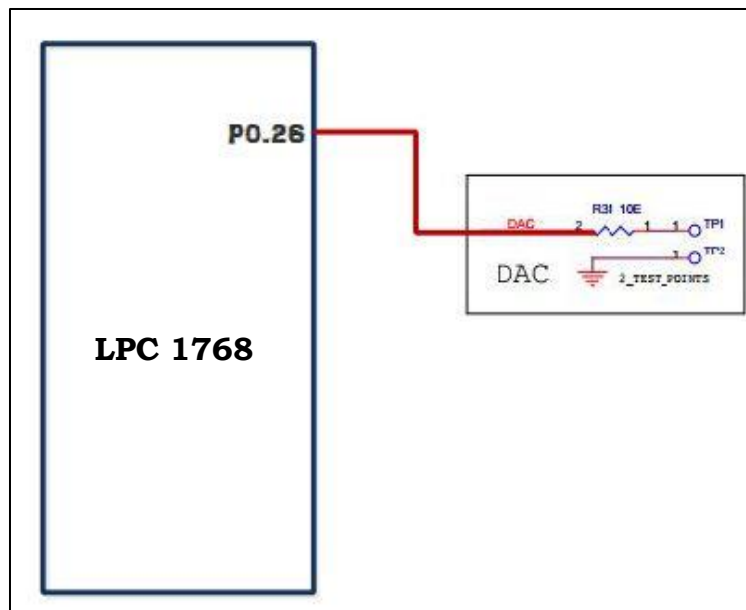 P0.26
R31 10E
DAC 2 1 1 TP1
1 TP2
DAC 2_TEST_POINTS
LPC 1768